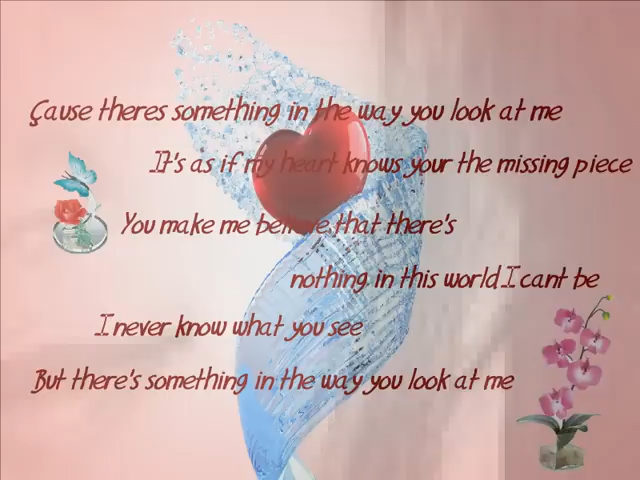 Cause theres something in the way you look at me
It's as if my heart knows your the missing piece
You make me believe that there's
nothing in this world I cant be
I never know what you see
But there's something in the way you look at me